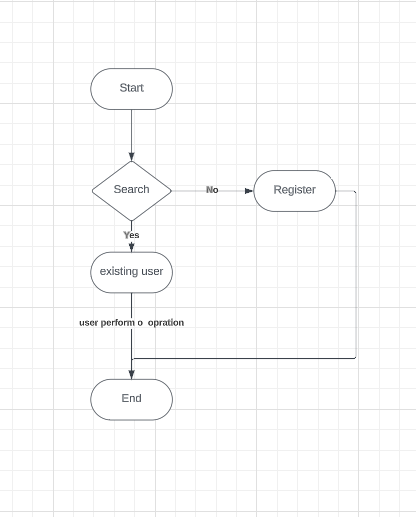 Start
Search
No
Register
Yes
existing user
user perform o opration
End